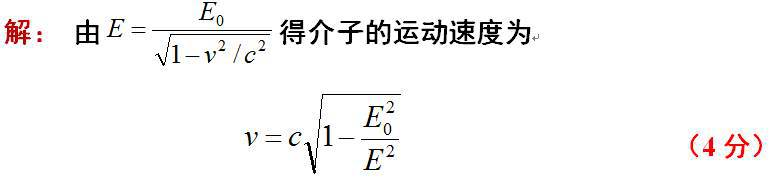 解： 由 E = E₀ / √(1−v²/c²) 得介子的运动速度为
v = c√(1−E₀²/E²) （4分）